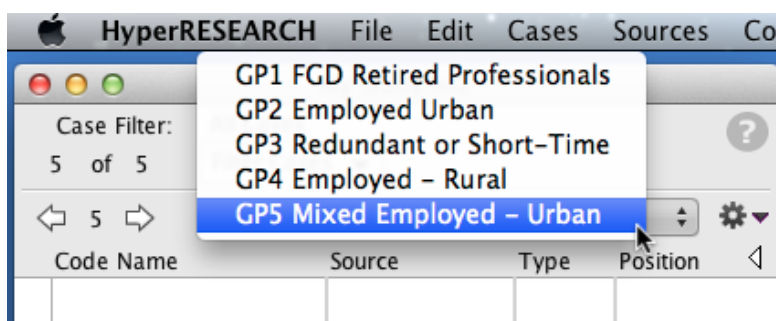 HyperRESEARCH File Edit Cases Sources Co
GP1 FGD Retired Professionals
GP2 Employed Urban
GP3 Redundant or Short-Time
GP4 Employed – Rural
GP5 Mixed Employed – Urban
Case Filter:
5 of 5
?
5
Code Name Source Type Position